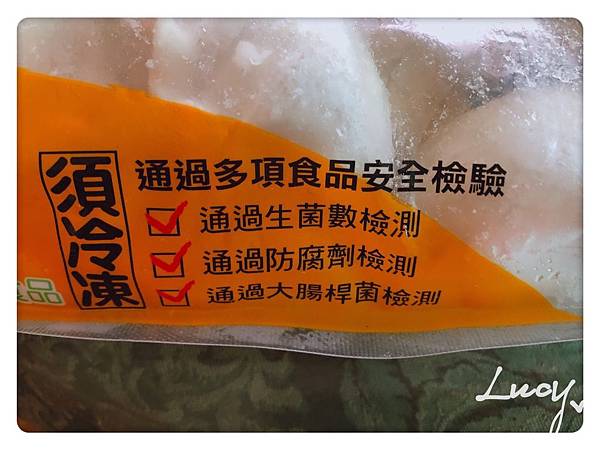 須冷凍
通過多項食品安全檢驗
通過生菌數檢測
通過防腐劑檢測
通過大腸桿菌檢測
食品
Lucy